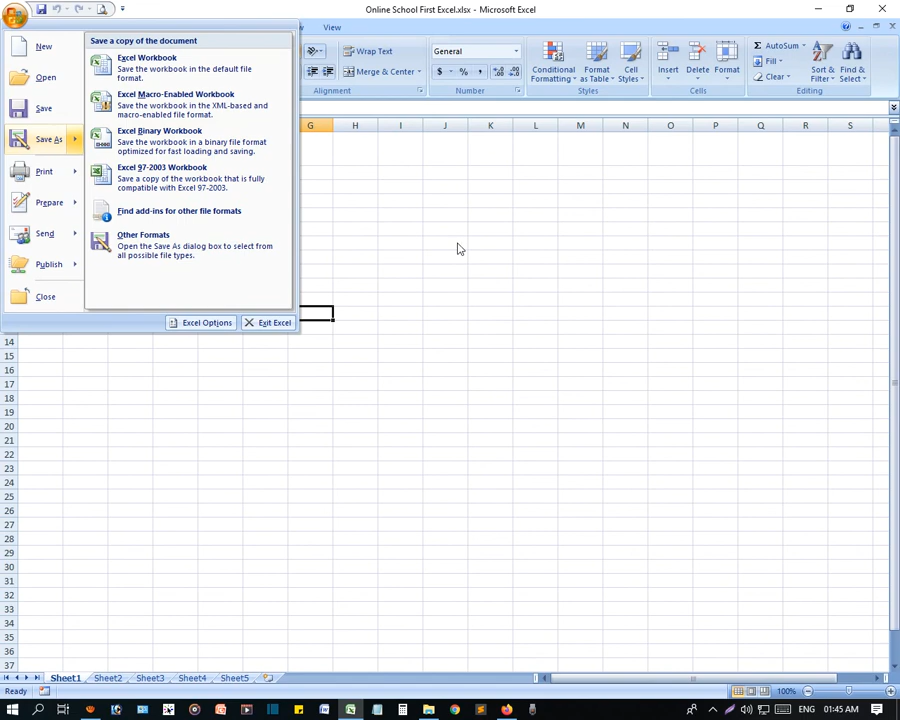 Online School First Excel.xlsx - Microsoft Excel
View
New
Open
Save
Save As
Print
Prepare
Send
Publish
Close
Save a copy of the document
Excel Workbook
Save the workbook in the default file
format.
Excel Macro-Enabled Workbook
Save the workbook in the XML-based and
macro-enabled file format.
Excel Binary Workbook
Save the workbook in a binary file format
optimized for fast loading and saving.
Excel 97-2003 Workbook
Save a copy of the workbook that is fully
compatible with Excel 97-2003.
Find add-ins for other file formats
Other Formats
Open the Save As dialog box to select from
all possible file types.
Excel Options
Exit Excel
Wrap Text
Merge & Center
Alignment
General
$ % ,
Number
Conditional
Formatting
Format
as Table
Cell
Styles
Styles
Insert
Delete
Format
Cells
Σ AutoSum
Fill
Clear
Sort &
Filter
Find &
Select
Editing
G H I J K L M N O P Q R S
14
15
16
17
18
19
20
21
22
23
24
25
26
27
28
29
30
31
32
33
34
35
36
37
Sheet1 Sheet2 Sheet3 Sheet4 Sheet5
Ready
100%
ENG 01:45 AM